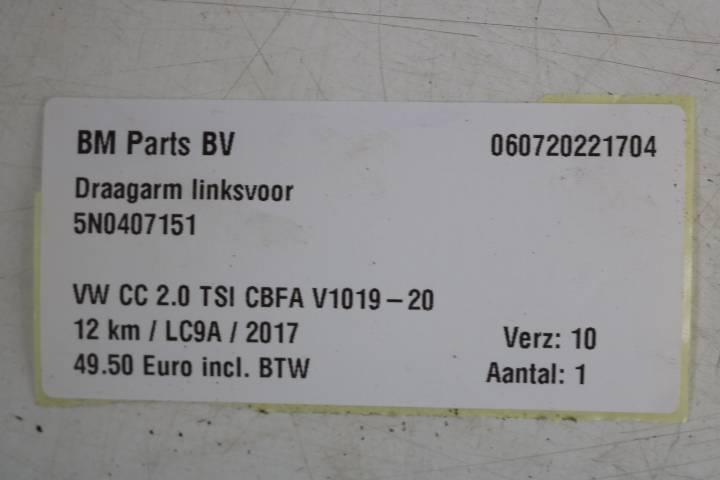 BM Parts BV 060720221704
Draagarm linksvoor
5N0407151
VW CC 2.0 TSI CBFA V1019-20
12 km / LC9A / 2017 Verz: 10
49.50 Euro incl. BTW Aantal: 1